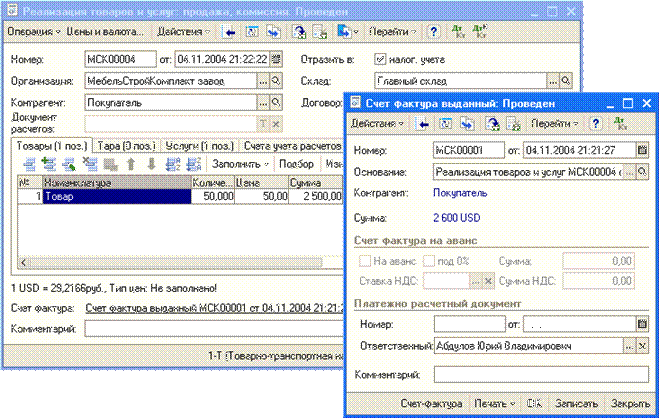 Реализация товаров и услуг: продажа, комиссия. Проведен
Операция Цены и валюта... Действия Перейти ? Дт Кт
Номер: МСК00004 от: 04.11.2004 21:22:22 Отразить в: налог. учете
Организация: МебельСтройКомплект завод Склад: Главный склад
Контрагент: Покупатель Договор:
Документ расчетов:
Товары (1 поз.) Тара (0 поз.) Услуги (1 поз.) Счета учета расчетов
Заполнить Подбор
№ Номенклатура Количе... Цена Сумма
1 Товар 50,000 50,00 2 500,00
1 USD = 29,2166руб., Тип цен: Не заполнено!
Счет фактура: Счет фактура выданный МСК00001 от 04.11.2004 21:21:2
Комментарий:
1-Т (Товарно-транспортная на
Счет фактура выданный: Проведен
Действия Перейти ? Дт Кт
Номер: МСК00001 от: 04.11.2004 21:21:27
Основание: Реализация товаров и услуг МСК00004 о
Контрагент: Покупатель
Сумма: 2 600 USD
Счет фактура на аванс
На аванс под 0% Сумма: 0,00
Ставка НДС: Сумма НДС: 0,00
Платежно расчетный документ
Номер: от: . .
Ответственный: Абдулов Юрий Владимирович
Комментарий:
Счет-фактура Печать OK Записать Закрыть